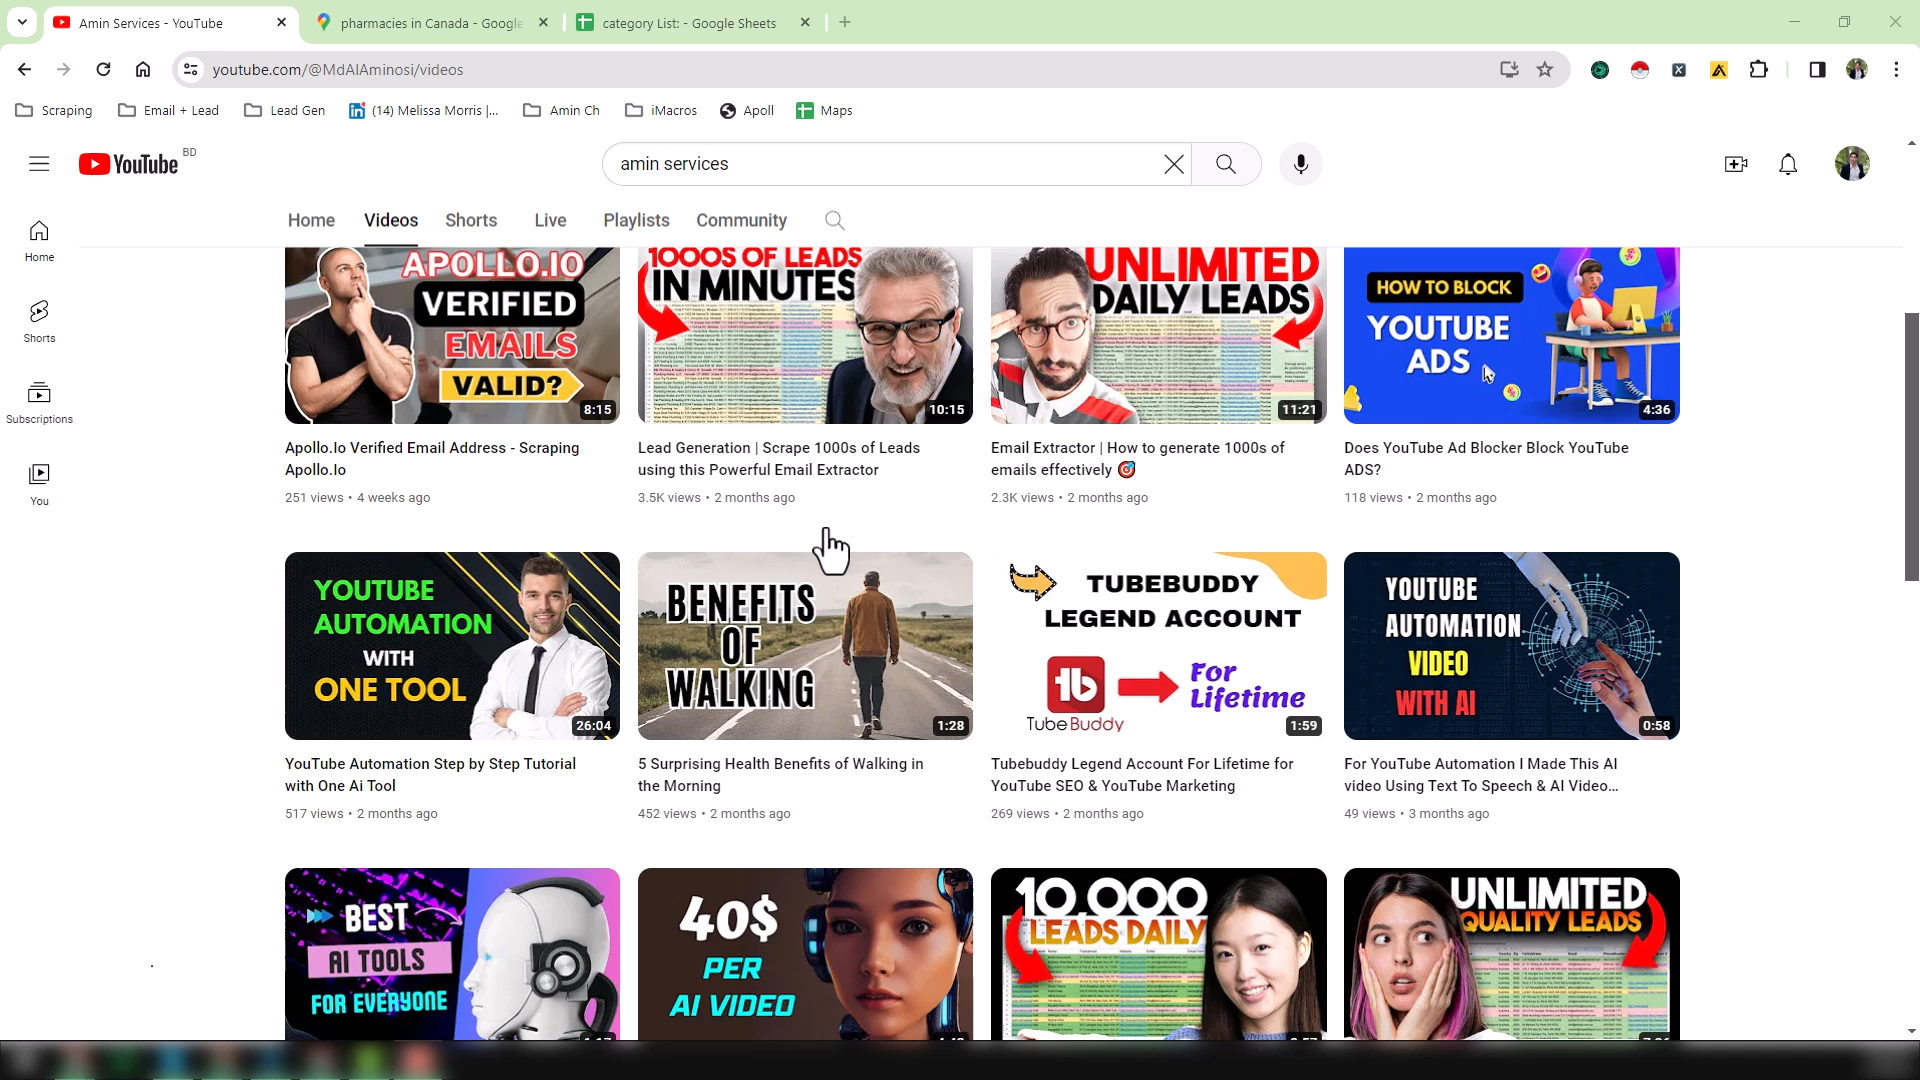 Amin Services - YouTube
pharmacies in Canada - Google
category List: - Google Sheets
youtube.com/@MdAlAminosi/videos
Scraping
Email + Lead
Lead Gen
(14) Melissa Morris |...
Amin Ch
iMacros
Apoll
Maps
YouTube BD
amin services
Home
Videos
Shorts
Live
Playlists
Community
Home
Shorts
Subscriptions
You
APOLLO.IO
VERIFIED
EMAILS
VALID?
8:15
1000S OF LEADS
IN MINUTES
10:15
UNLIMITED
DAILY LEADS
11:21
HOW TO BLOCK
YOUTUBE
ADS
4:36
Apollo.Io Verified Email Address - Scraping
Apollo.Io
251 views • 4 weeks ago
Lead Generation | Scrape 1000s of Leads
using this Powerful Email Extractor
3.5K views • 2 months ago
Email Extractor | How to generate 1000s of
emails effectively 🎯
2.3K views • 2 months ago
Does YouTube Ad Blocker Block YouTube
ADS?
118 views • 2 months ago
YOUTUBE
AUTOMATION
WITH
ONE TOOL
26:04
BENEFITS
OF
WALKING
1:28
TUBEBUDDY
LEGEND ACCOUNT
tb
TubeBuddy
For
Lifetime
1:59
YOUTUBE
AUTOMATION
VIDEO
WITH AI
0:58
YouTube Automation Step by Step Tutorial
with One Ai Tool
517 views • 2 months ago
5 Surprising Health Benefits of Walking in
the Morning
452 views • 2 months ago
Tubebuddy Legend Account For Lifetime for
YouTube SEO & YouTube Marketing
269 views • 2 months ago
For YouTube Automation I Made This AI
video Using Text To Speech & AI Video...
49 views • 3 months ago
BEST
AI TOOLS
FOR EVERYONE
40$
PER
AI VIDEO
10,000
LEADS DAILY
UNLIMITED
QUALITY LEADS